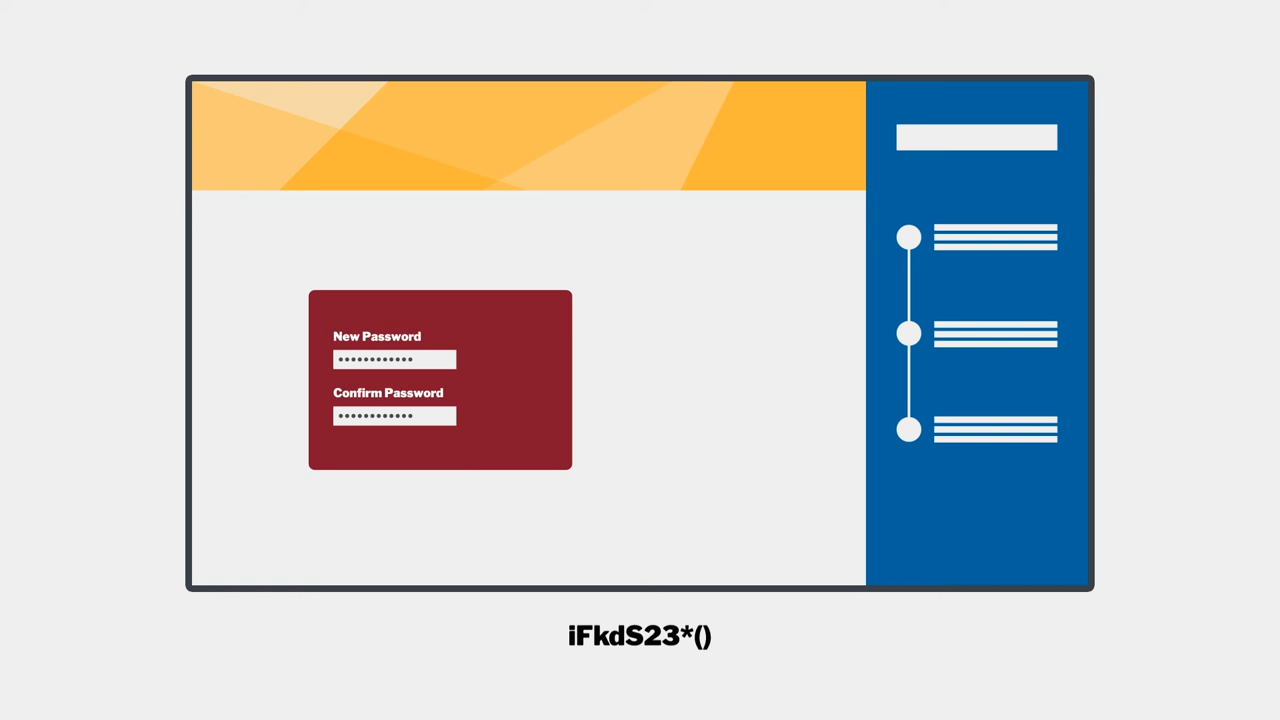 New Password
••••••••••••
Confirm Password
••••••••••••
iFkdS23*()